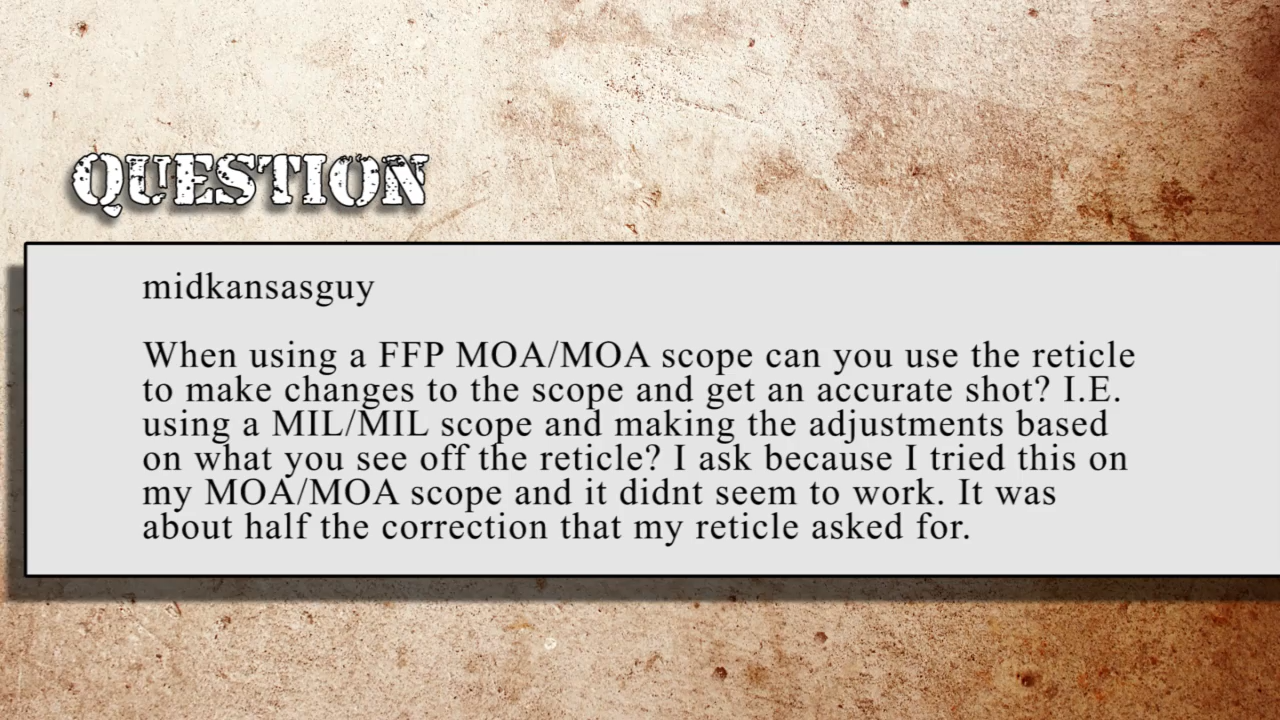 QUESTION
midkansasguy
When using a FFP MOA/MOA scope can you use the reticle
to make changes to the scope and get an accurate shot? I.E.
using a MIL/MIL scope and making the adjustments based
on what you see off the reticle? I ask because I tried this on
my MOA/MOA scope and it didnt seem to work. It was
about half the correction that my reticle asked for.